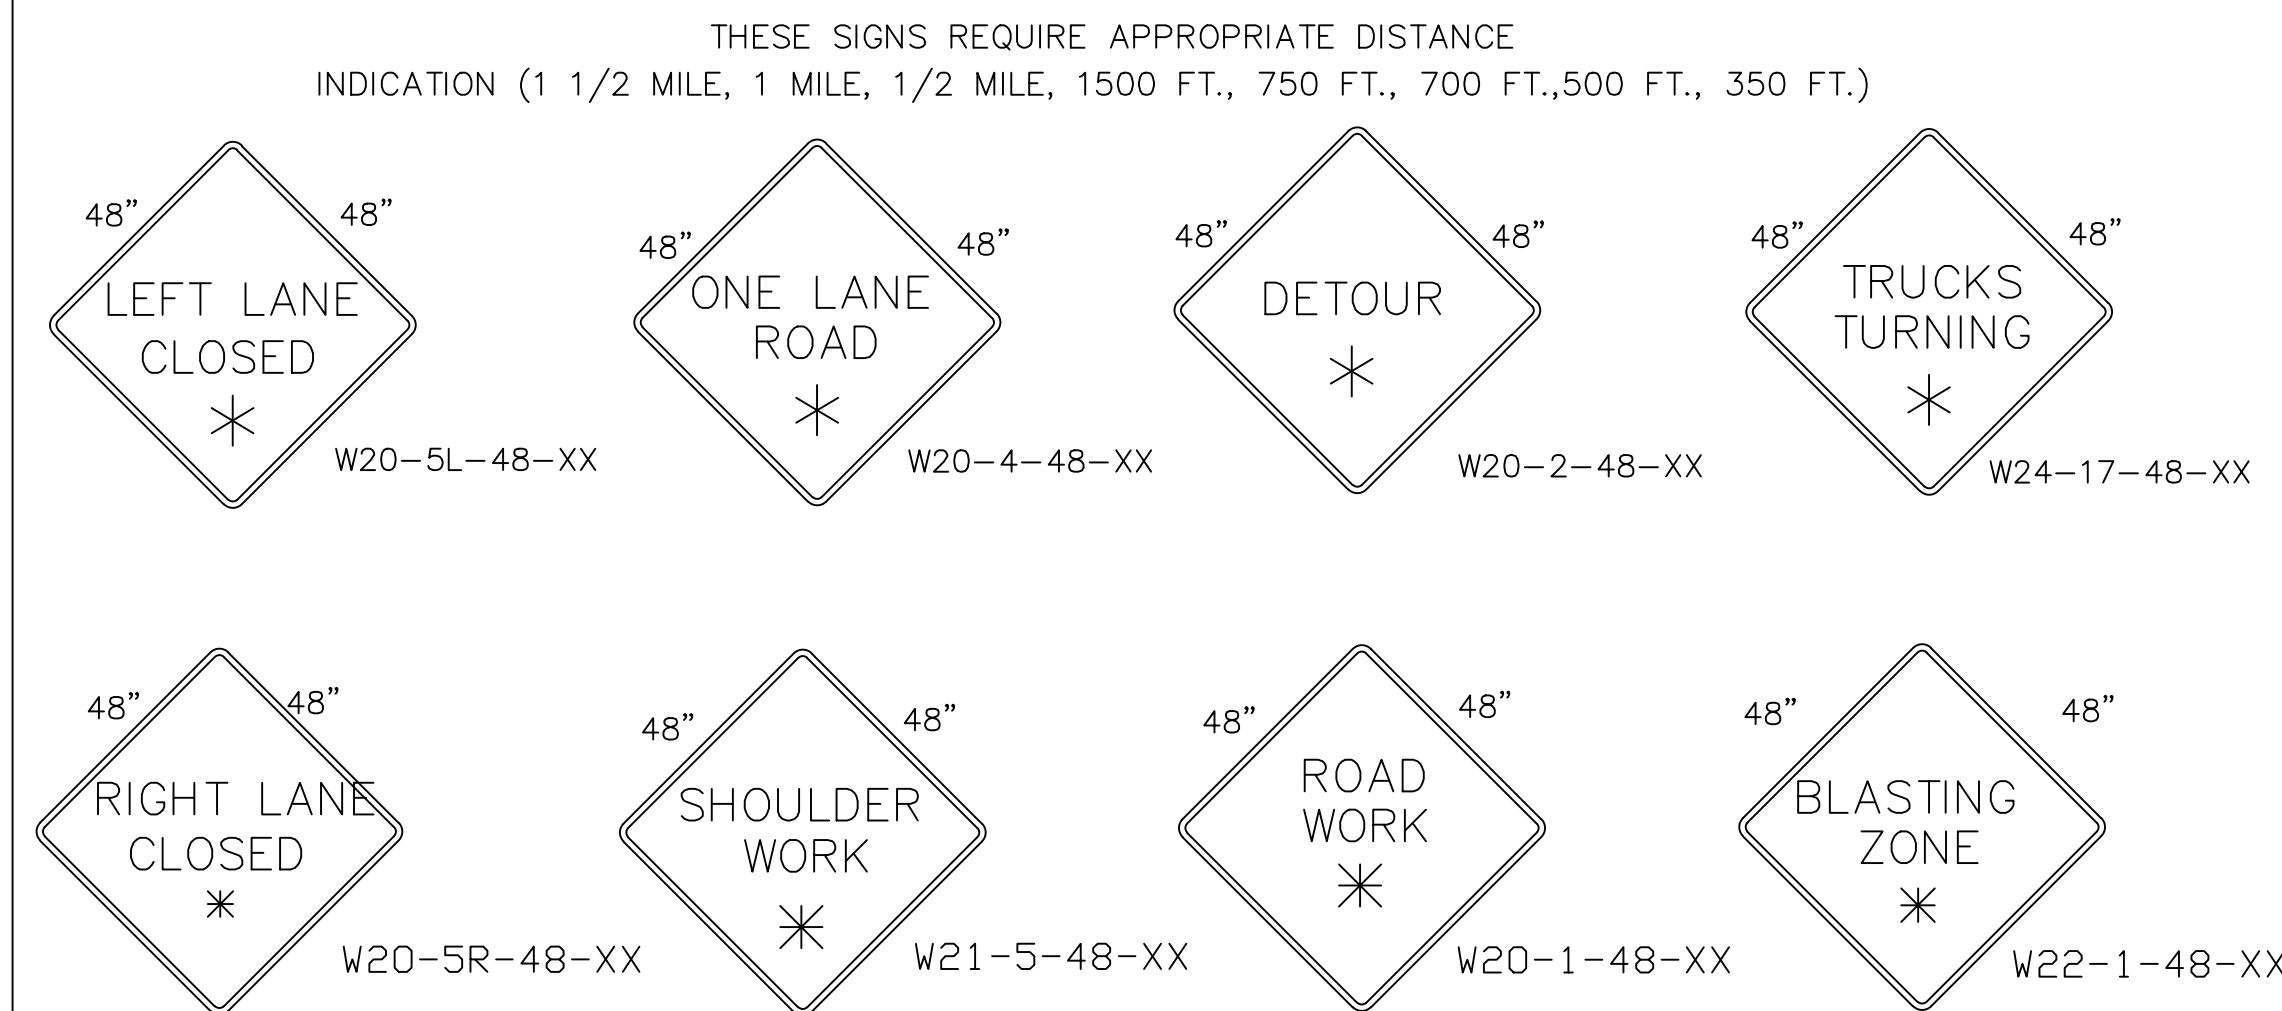 THESE SIGNS REQUIRE APPROPRIATE DISTANCE
INDICATION (1 1/2 MILE, 1 MILE, 1/2 MILE, 1500 FT., 750 FT., 700 FT.,500 FT., 350 FT.)
48” 48”
LEFT LANE
CLOSED
*
W20-5L-48-XX
48” 48”
ONE LANE
ROAD
*
W20-4-48-XX
48” 48”
DETOUR
*
W20-2-48-XX
48” 48”
TRUCKS
TURNING
*
W24-17-48-XX
48” 48”
RIGHT LANE
CLOSED
*
W20-5R-48-XX
48” 48”
SHOULDER
WORK
*
W21-5-48-XX
48” 48”
ROAD
WORK
*
W20-1-48-XX
48” 48”
BLASTING
ZONE
*
W22-1-48-XX